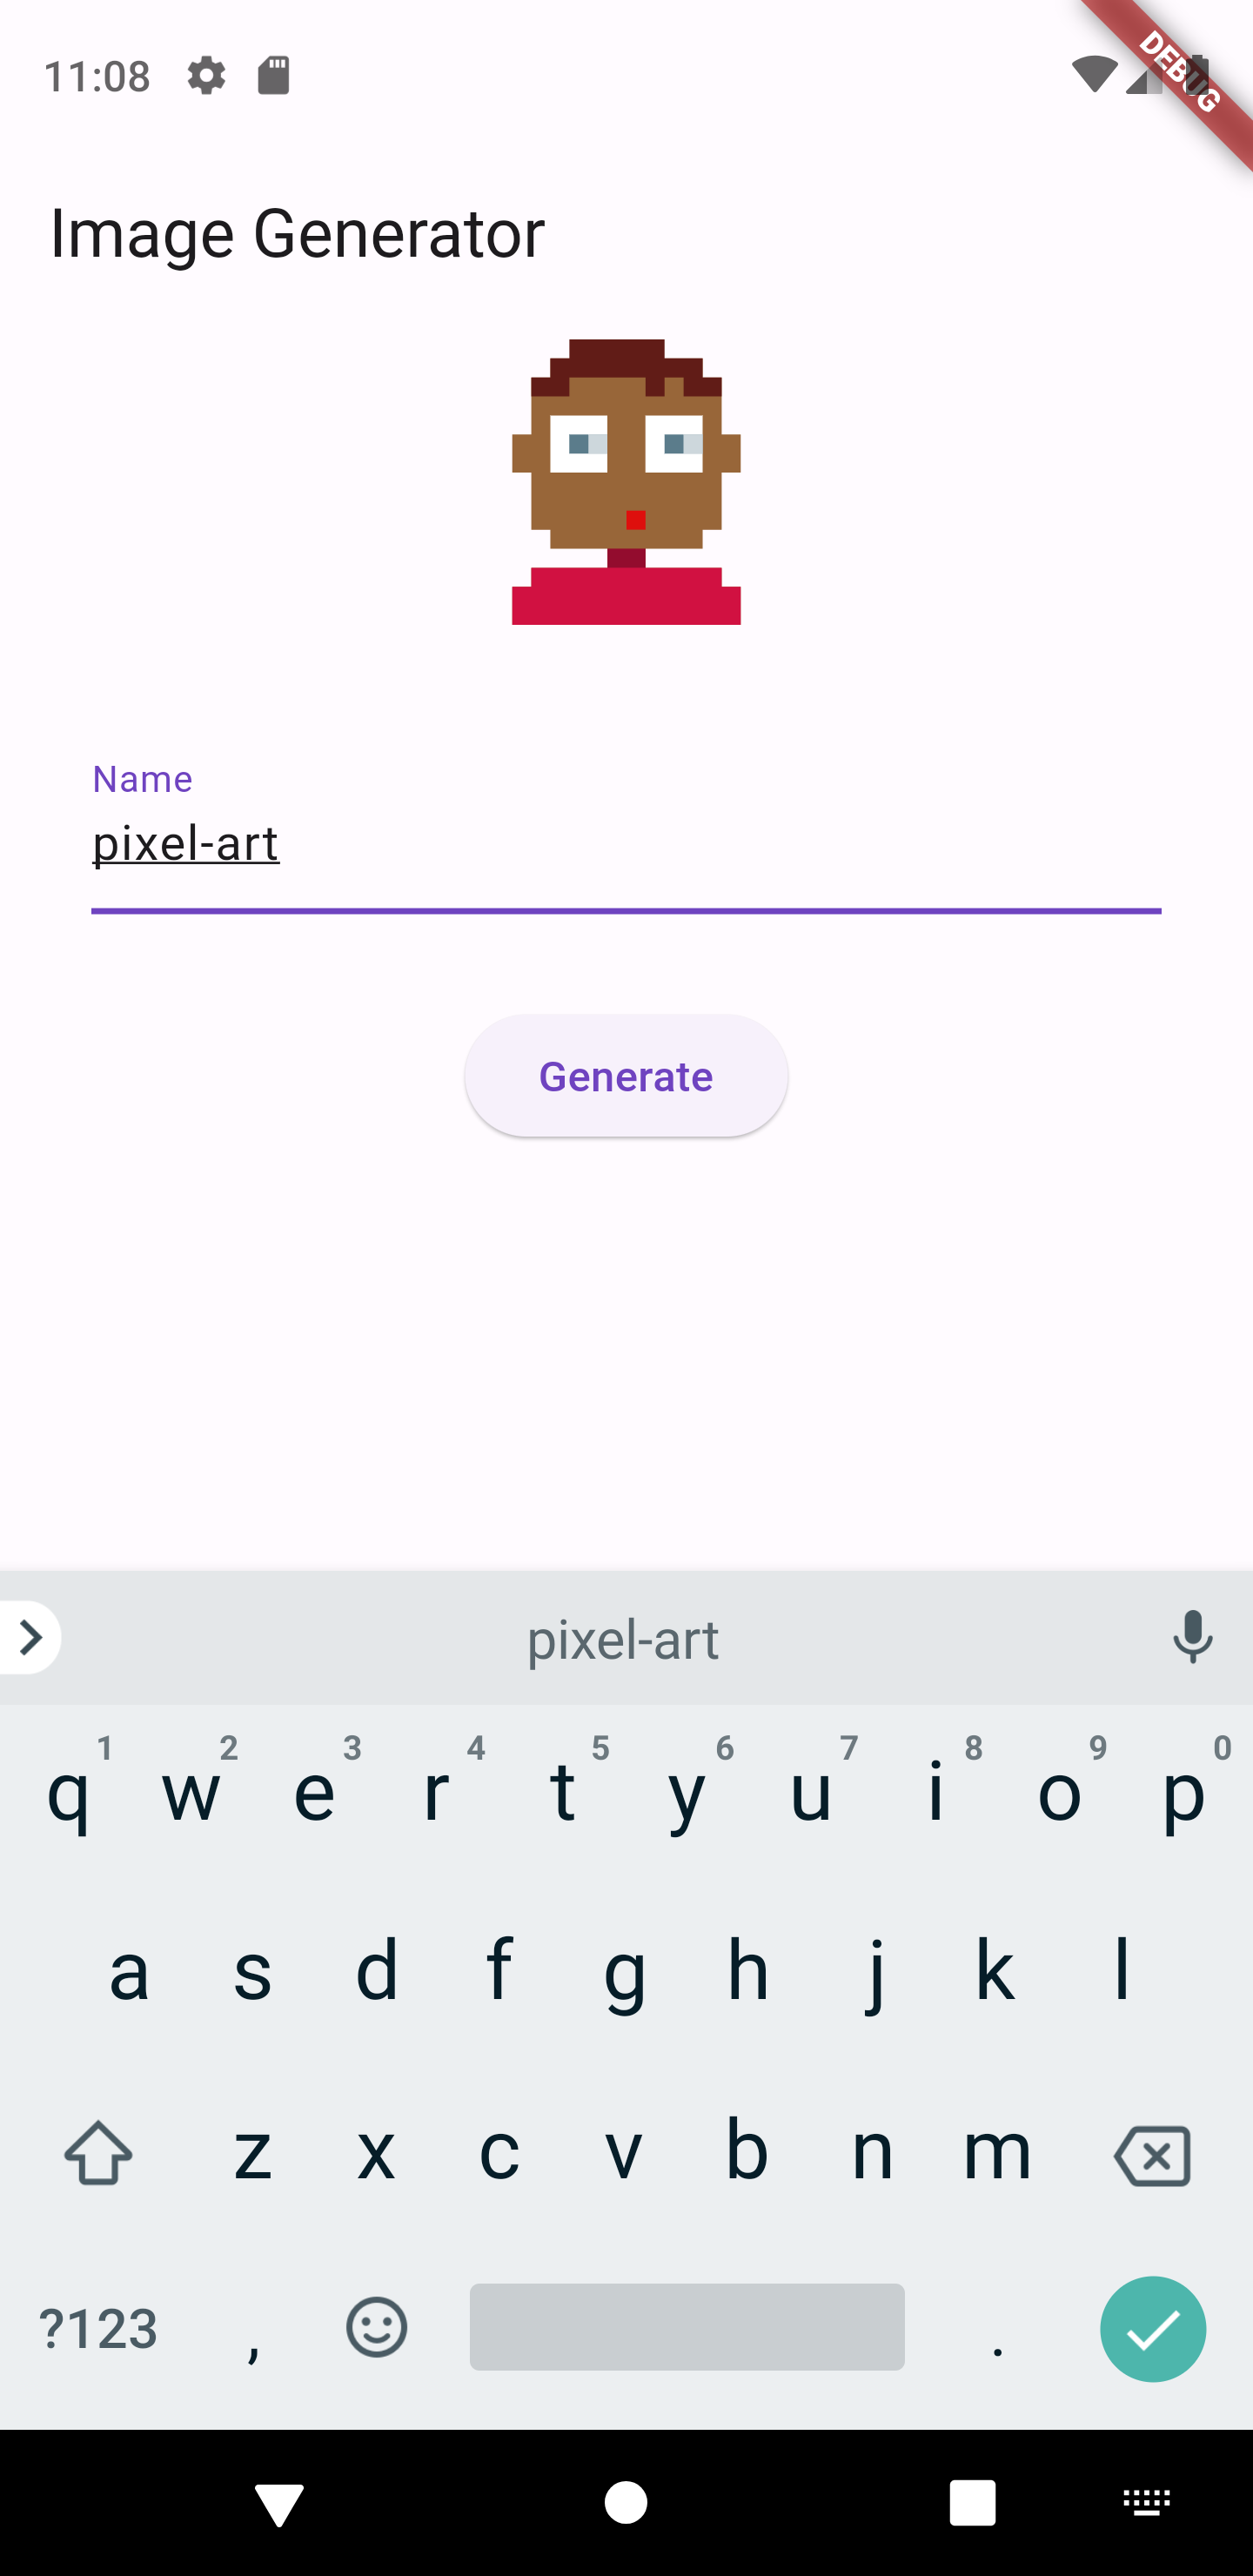 11:08
DEBUG
Image Generator
Name
pixel-art
Generate
pixel-art
1 2 3 4 5 6 7 8 9 0
q w e r t y u i o p
a s d f g h j k l
z x c v b n m
?123 , .